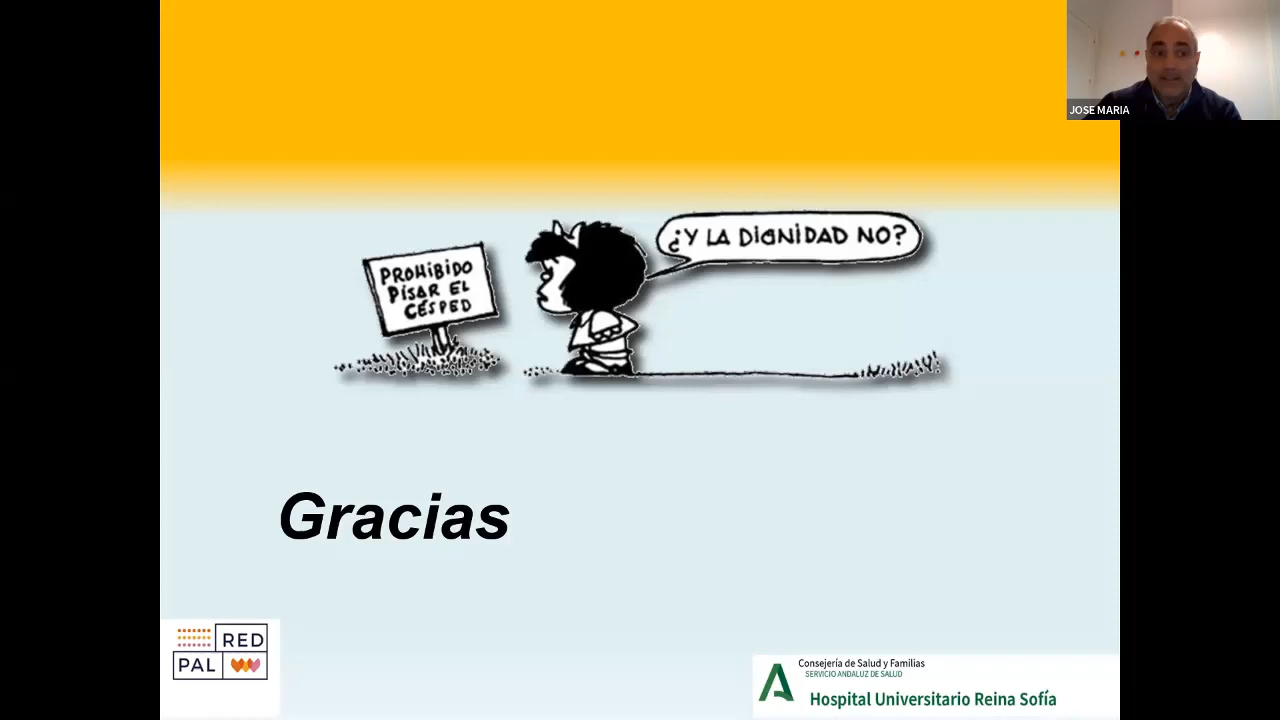 JOSE MARIA
¿Y LA DIGNIDAD NO?
PROHIBIDO
PISAR EL
CÉSPED
Gracias
RED
PAL
Consejería de Salud y Familias
SERVICIO ANDALUZ DE SALUD
Hospital Universitario Reina Sofía